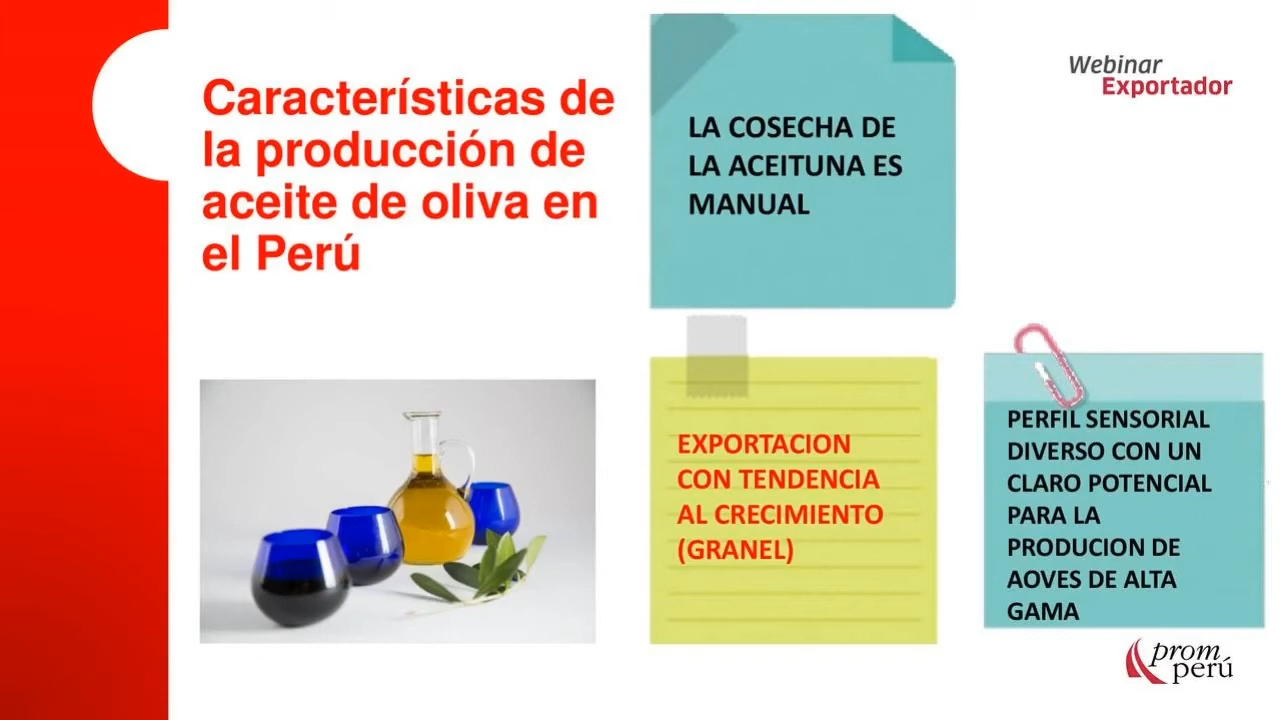 Características de
la producción de
aceite de oliva en
el Perú
LA COSECHA DE
LA ACEITUNA ES
MANUAL
Webinar
Exportador
EXPORTACION
CON TENDENCIA
AL CRECIMIENTO
(GRANEL)
PERFIL SENSORIAL
DIVERSO CON UN
CLARO POTENCIAL
PARA LA
PRODUCION DE
AOVES DE ALTA
GAMA
prom
perú